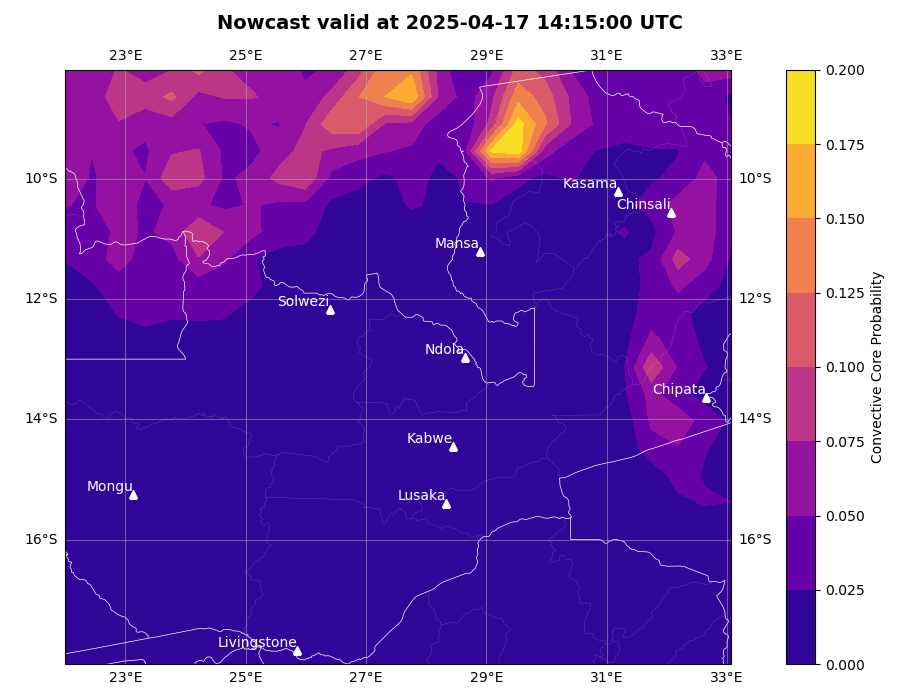 Nowcast valid at 2025-04-17 14:15:00 UTC
23°E 25°E 27°E 29°E 31°E 33°E
0.200
0.175
10°S Kasama 10°S
Chinsali
0.150
Mansa
12°S 12°S
Solwezi
0.125
Ndola
0.100
Chipata
14°S 14°S
Kabwe
0.075
Mongu
Lusaka
0.050
16°S 16°S
0.025
Livingstone
0.000
23°E 25°E 27°E 29°E 31°E 33°E
Convective Core Probability